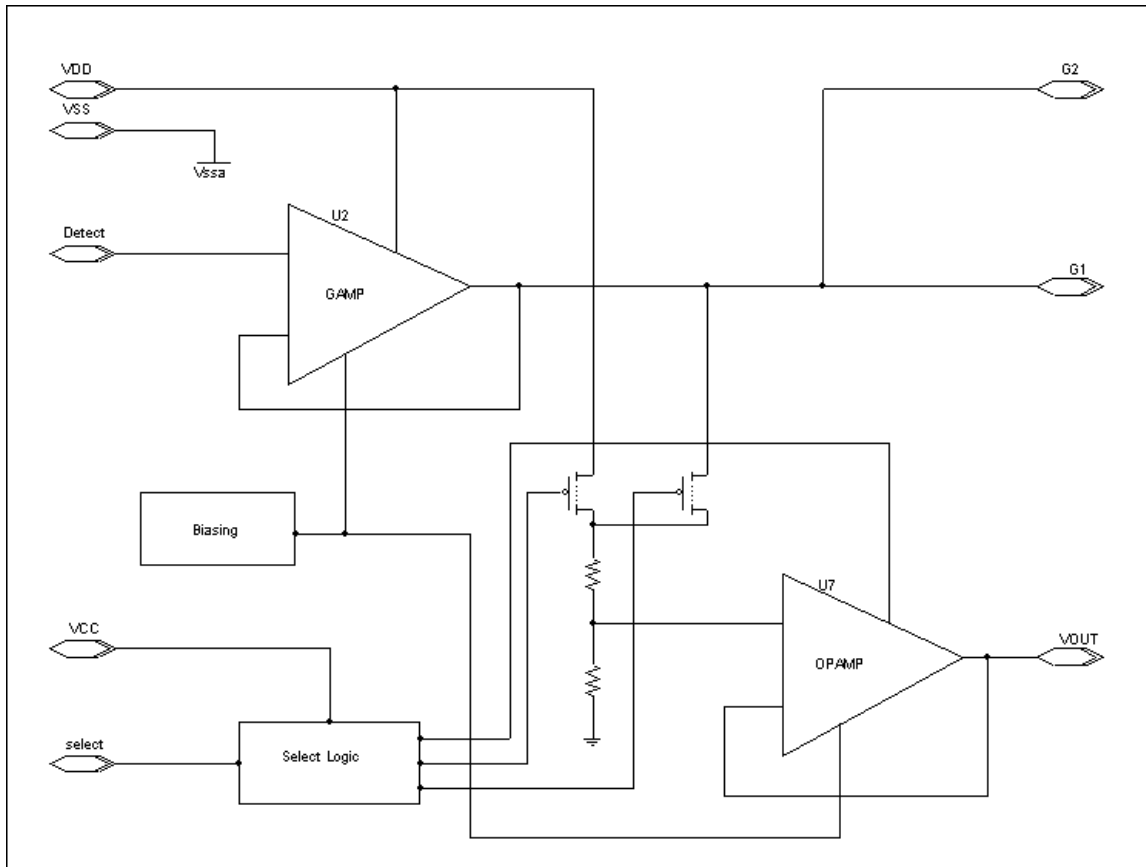 VDD
G2
VSS
Vssa
U2
Detect
G1
GAMP
Biasing
U7
VCC
VOUT
OPAMP
select
Select Logic